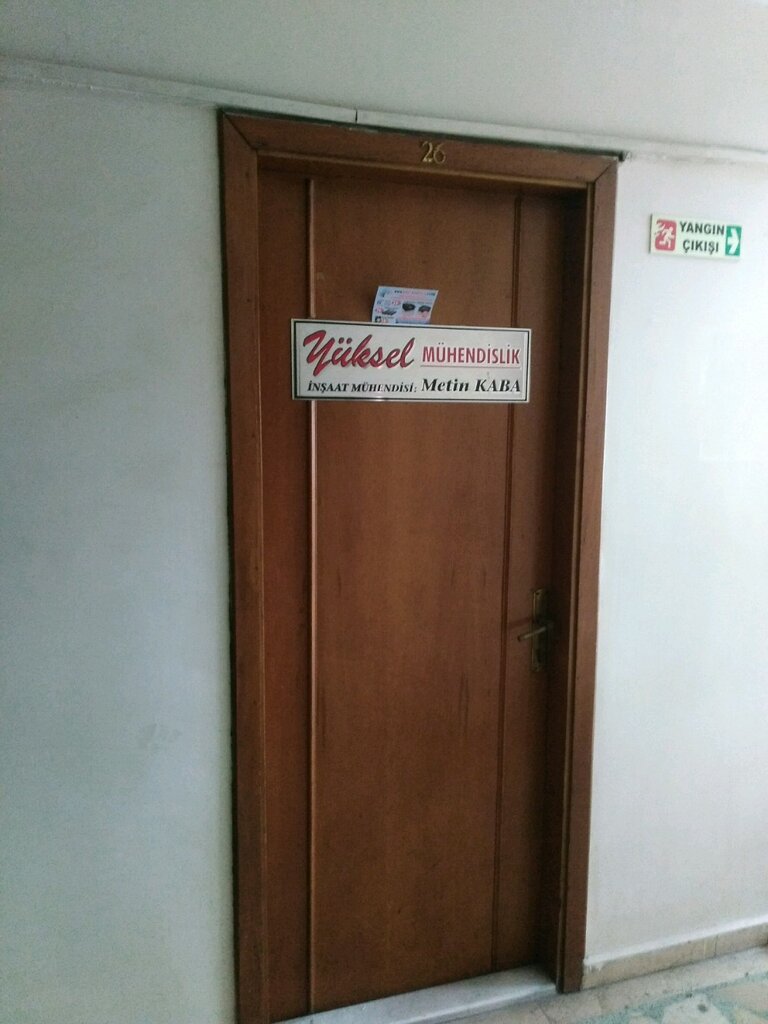 26
YANGIN
ÇIKIŞI
Yüksel MÜHENDİSLİK
İNŞAAT MÜHENDİSİ: Metin KABA